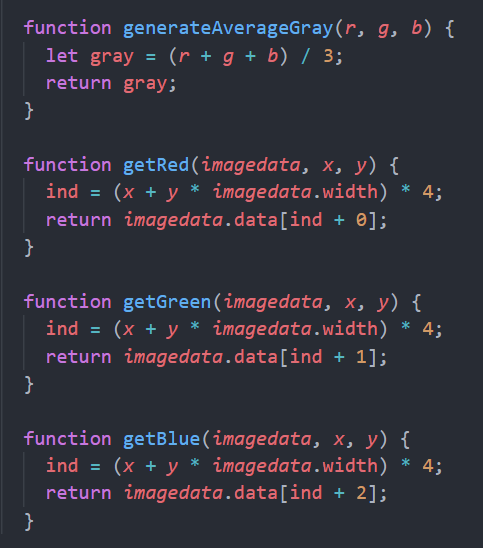 function generateAverageGray(r, g, b) {
  let gray = (r + g + b) / 3;
  return gray;
}

function getRed(imagedata, x, y) {
  ind = (x + y * imagedata.width) * 4;
  return imagedata.data[ind + 0];
}

function getGreen(imagedata, x, y) {
  ind = (x + y * imagedata.width) * 4;
  return imagedata.data[ind + 1];
}

function getBlue(imagedata, x, y) {
  ind = (x + y * imagedata.width) * 4;
  return imagedata.data[ind + 2];
}